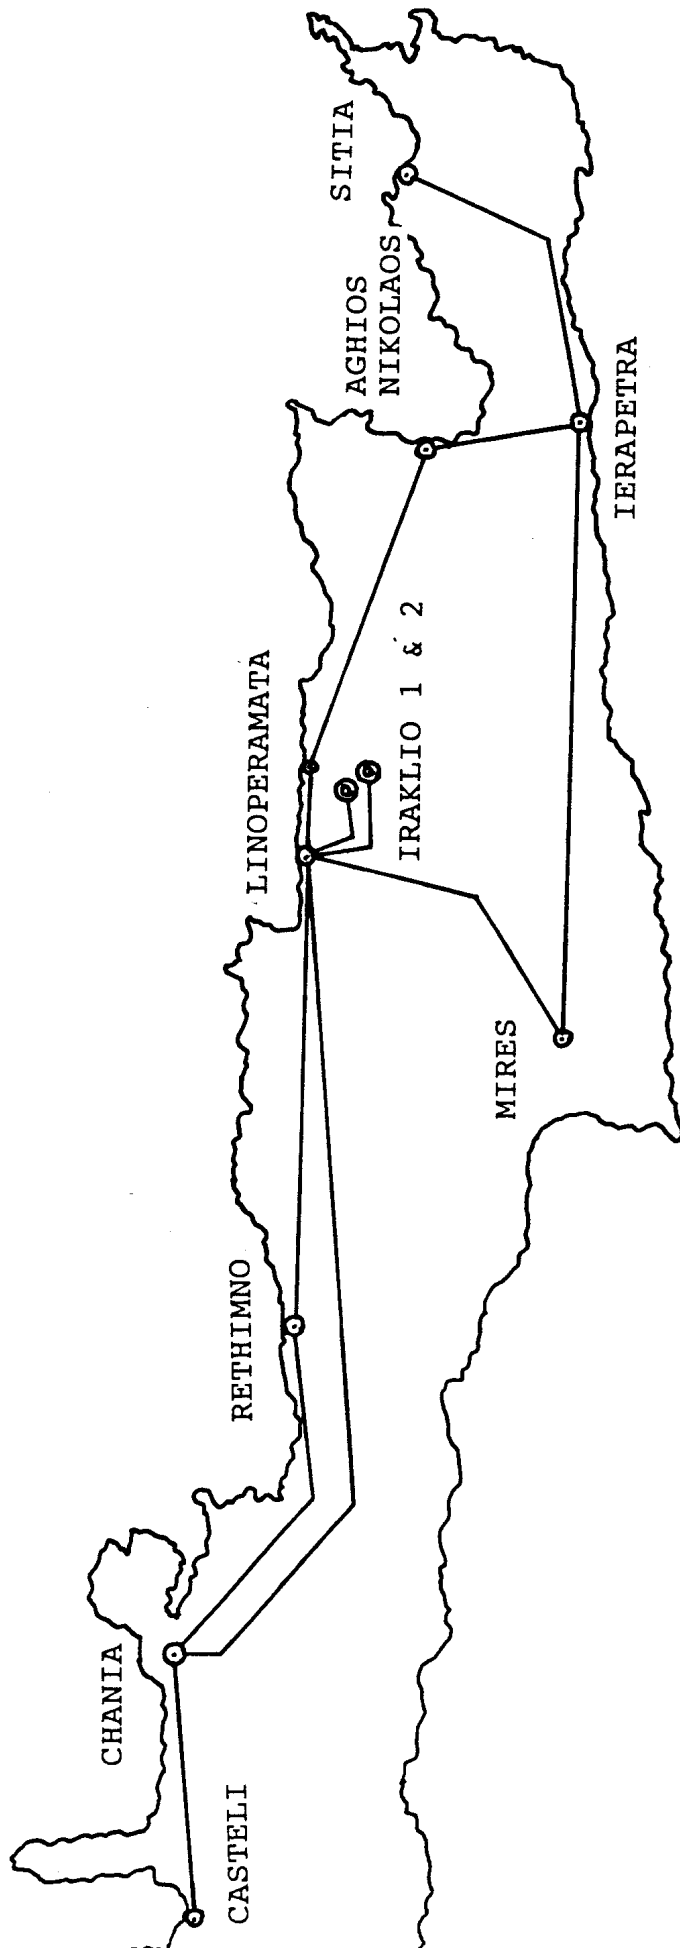 CASTELI
CHANIA
RETHIMNO
MIRES
LINOPERAMATA
IRAKLIO 1 & 2
AGHIOS
NIKOLAOS
IERAPETRA
SITIA